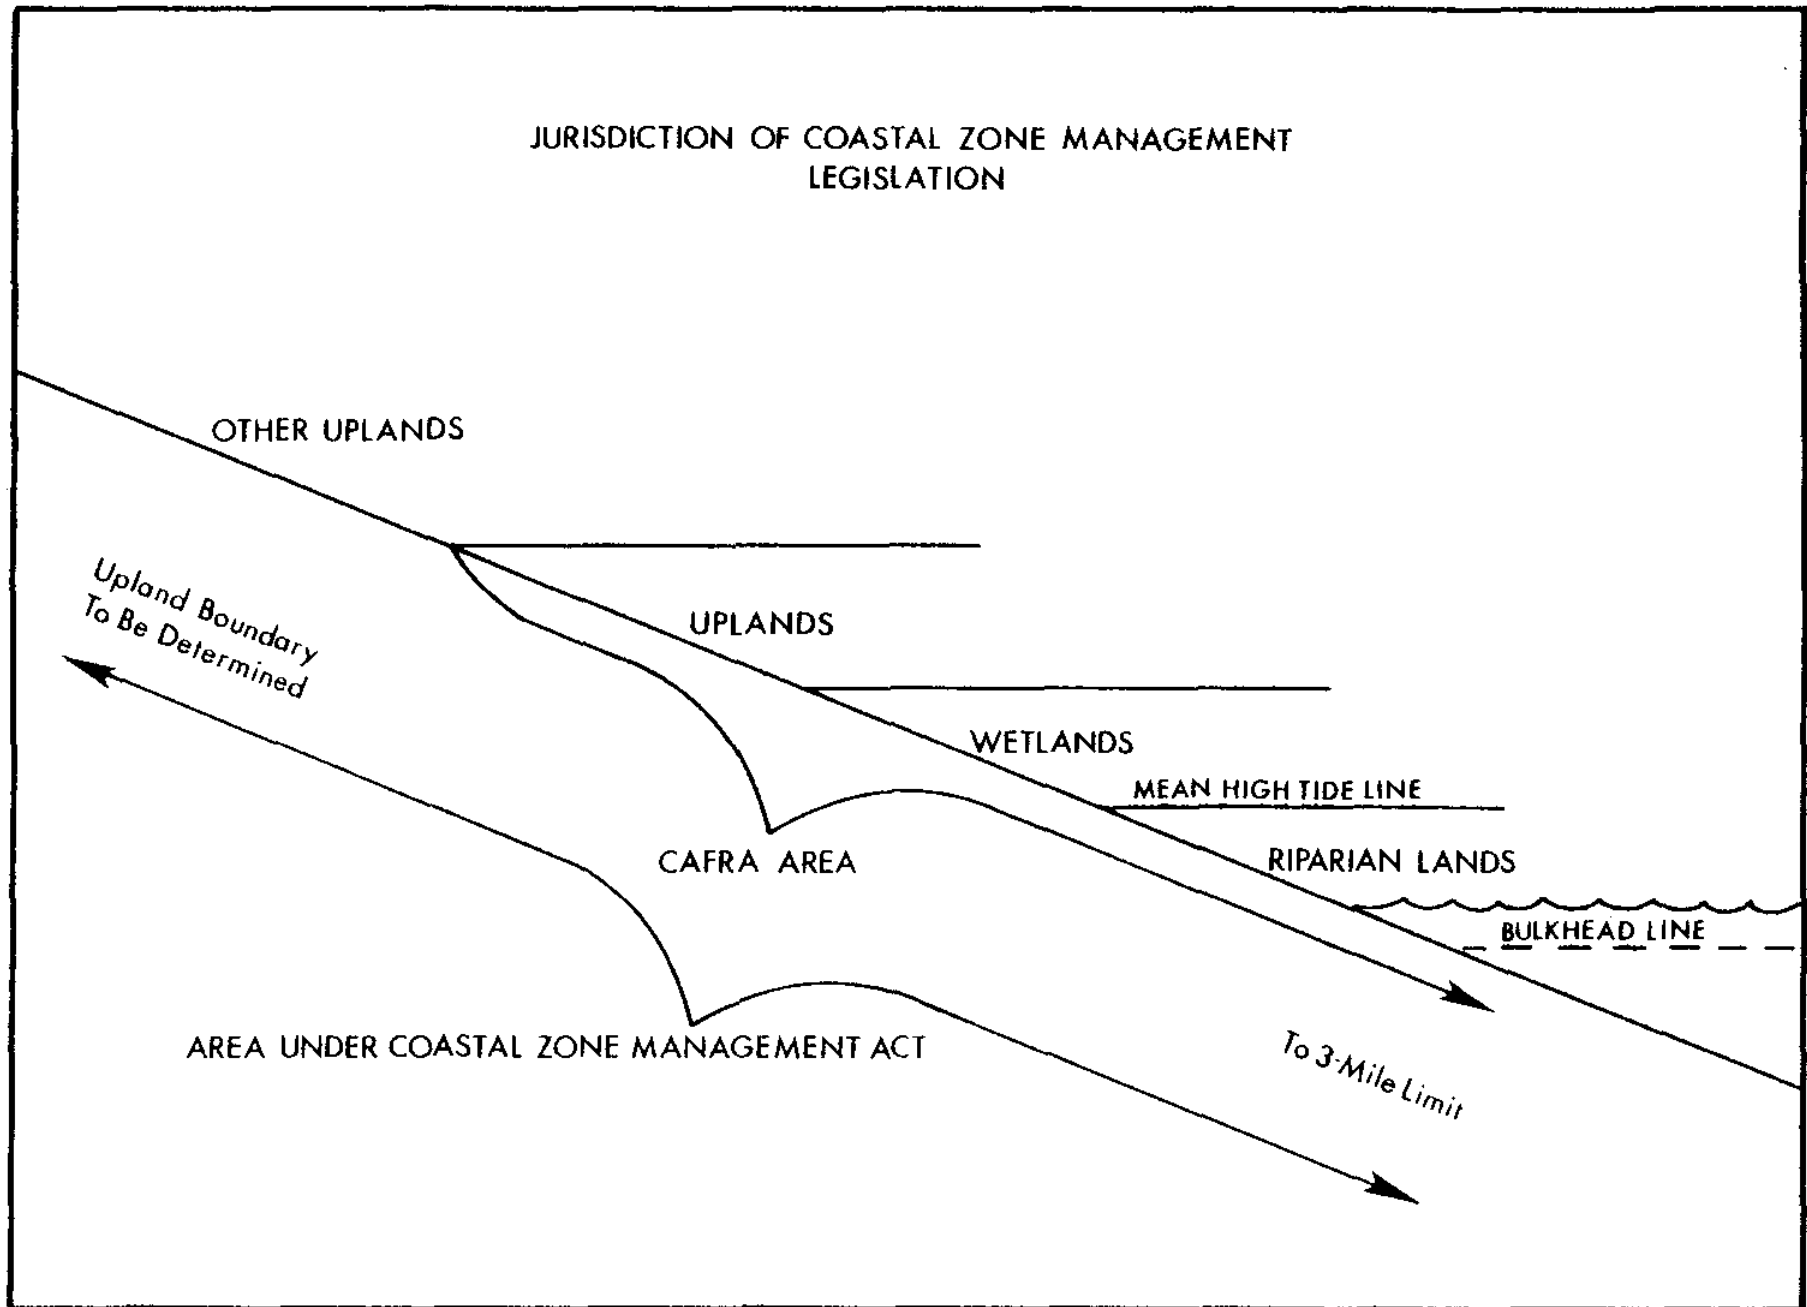 JURISDICTION OF COASTAL ZONE MANAGEMENT
LEGISLATION
OTHER UPLANDS
Upland Boundary
To Be Determined
UPLANDS
WETLANDS
MEAN HIGH TIDE LINE
CAFRA AREA
RIPARIAN LANDS
BULKHEAD LINE
AREA UNDER COASTAL ZONE MANAGEMENT ACT
To 3-Mile Limit